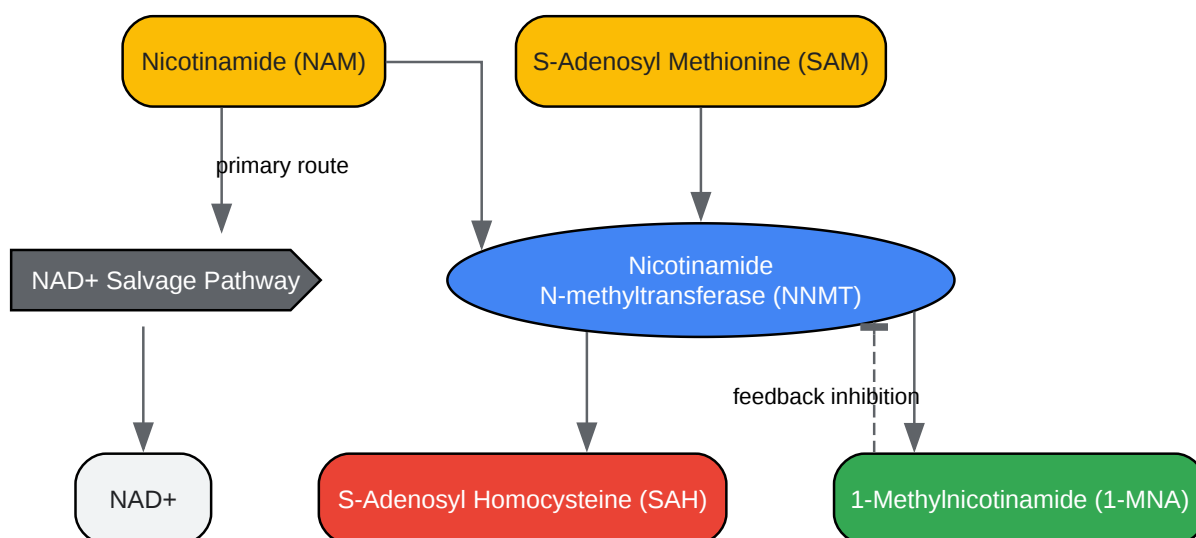 Nicotinamide (NAM)
S-Adenosyl Methionine (SAM)
primary route
NAD+ Salvage Pathway
Nicotinamide
N-methyltransferase (NNMT)
feedback inhibition
NAD+
S-Adenosyl Homocysteine (SAH)
1-Methylnicotinamide (1-MNA)